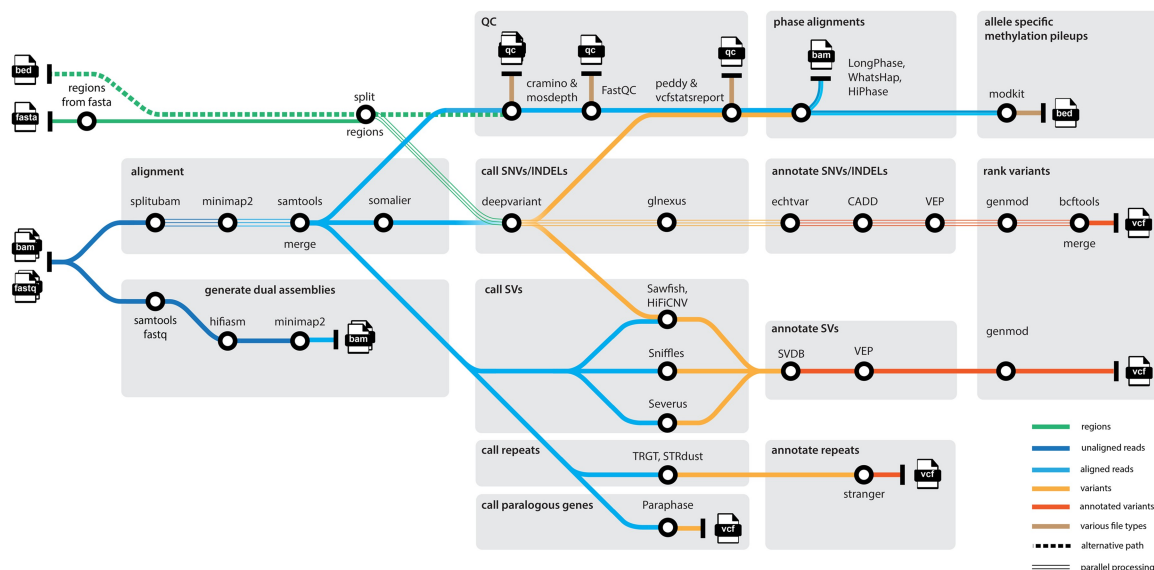 QC
phase alignments
allele specific
methylation pileups
bed
regions
from fasta
fasta
split
regions
qc
qc
qc
cramino &
mosdepth
FastQC
peddy &
vcfstatsreport
bam
LongPhase,
WhatsHap,
HiPhase
modkit
bed
alignment
splitubam
minimap2
samtools
merge
somalier
call SNVs/INDELs
deepvariant
glnexus
annotate SNVs/INDELs
echtvar
CADD
VEP
rank variants
genmod
bcftools
merge
vcf
bam
fastq
generate dual assemblies
samtools
fastq
hifiasm
minimap2
bam
call SVs
Sawfish,
HiFiCNV
Sniffles
Severus
annotate SVs
SVDB
VEP
genmod
vcf
call repeats
TRGT, STRdust
annotate repeats
stranger
vcf
call paralogous genes
Paraphase
vcf
regions
unaligned reads
aligned reads
variants
annotated variants
various file types
alternative path
parallel processing